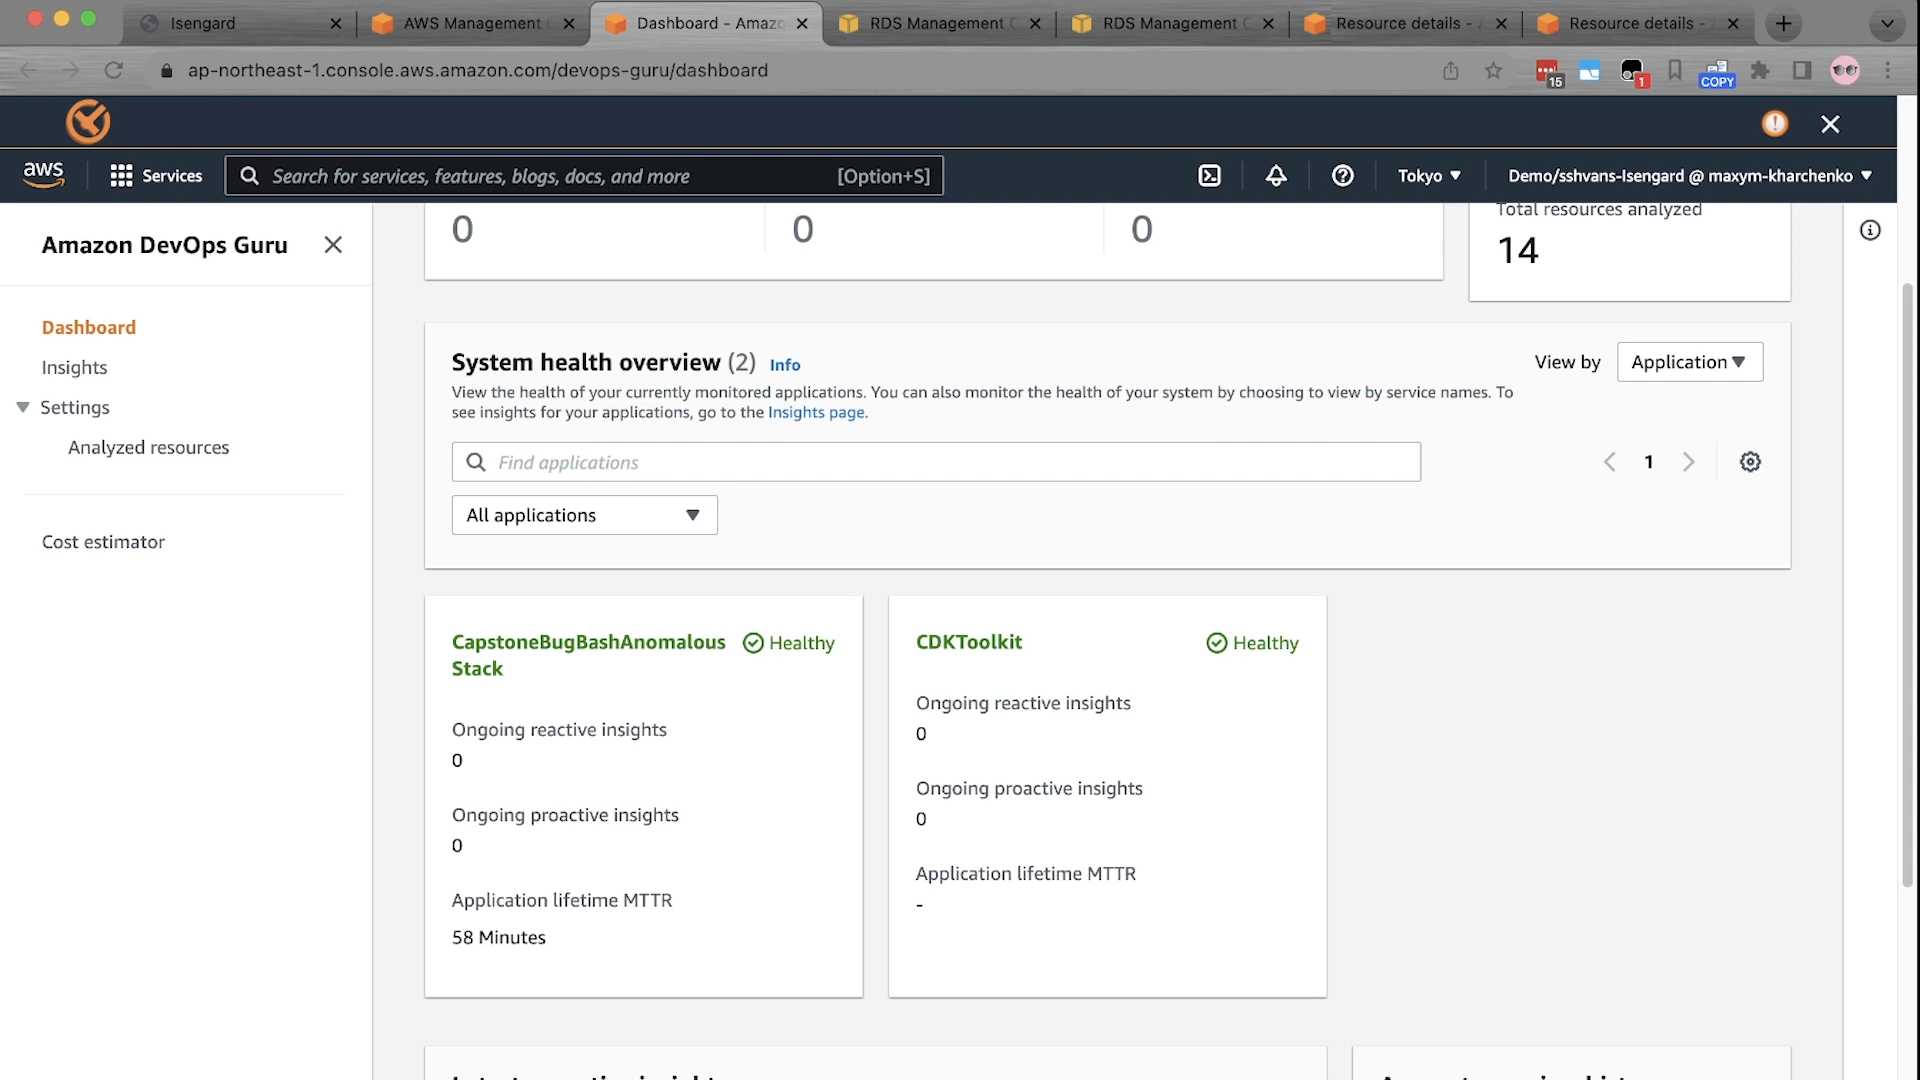 Isengard
AWS Management
Dashboard - Amaz
RDS Management
RDS Management
Resource details -
Resource details -
ap-northeast-1.console.aws.amazon.com/devops-guru/dashboard
15
1
COPY
aws
Services
Search for services, features, blogs, docs, and more
[Option+S]
Tokyo
Demo/sshvans-Isengard @ maxym-kharchenko
Amazon DevOps Guru
Dashboard
Insights
Settings
Analyzed resources
Cost estimator
0
0
0
Total resources analyzed
14
System health overview (2) Info
View by
Application
View the health of your currently monitored applications. You can also monitor the health of your system by choosing to view by service names. To
see insights for your applications, go to the Insights page.
Find applications
1
All applications
CapstoneBugBashAnomalous
Stack
Healthy
Ongoing reactive insights
0
Ongoing proactive insights
0
Application lifetime MTTR
58 Minutes
CDKToolkit
Healthy
Ongoing reactive insights
0
Ongoing proactive insights
0
Application lifetime MTTR
-